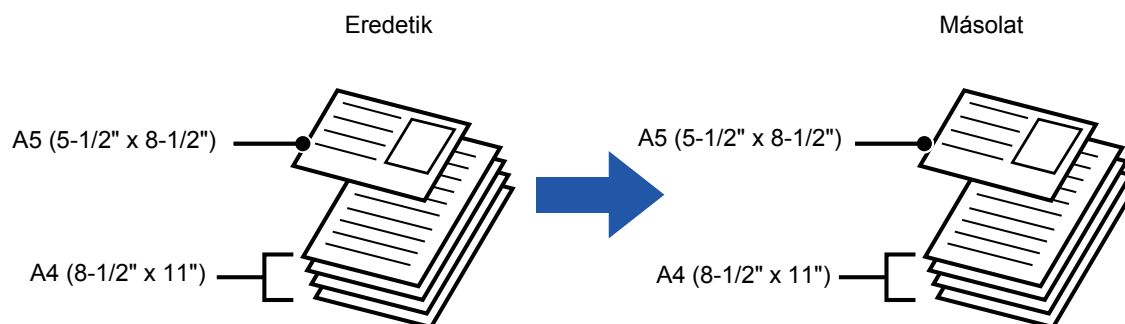 Eredetik
Másolat
A5 (5-1/2" x 8-1/2")
A5 (5-1/2" x 8-1/2")
A4 (8-1/2" x 11")
A4 (8-1/2" x 11")